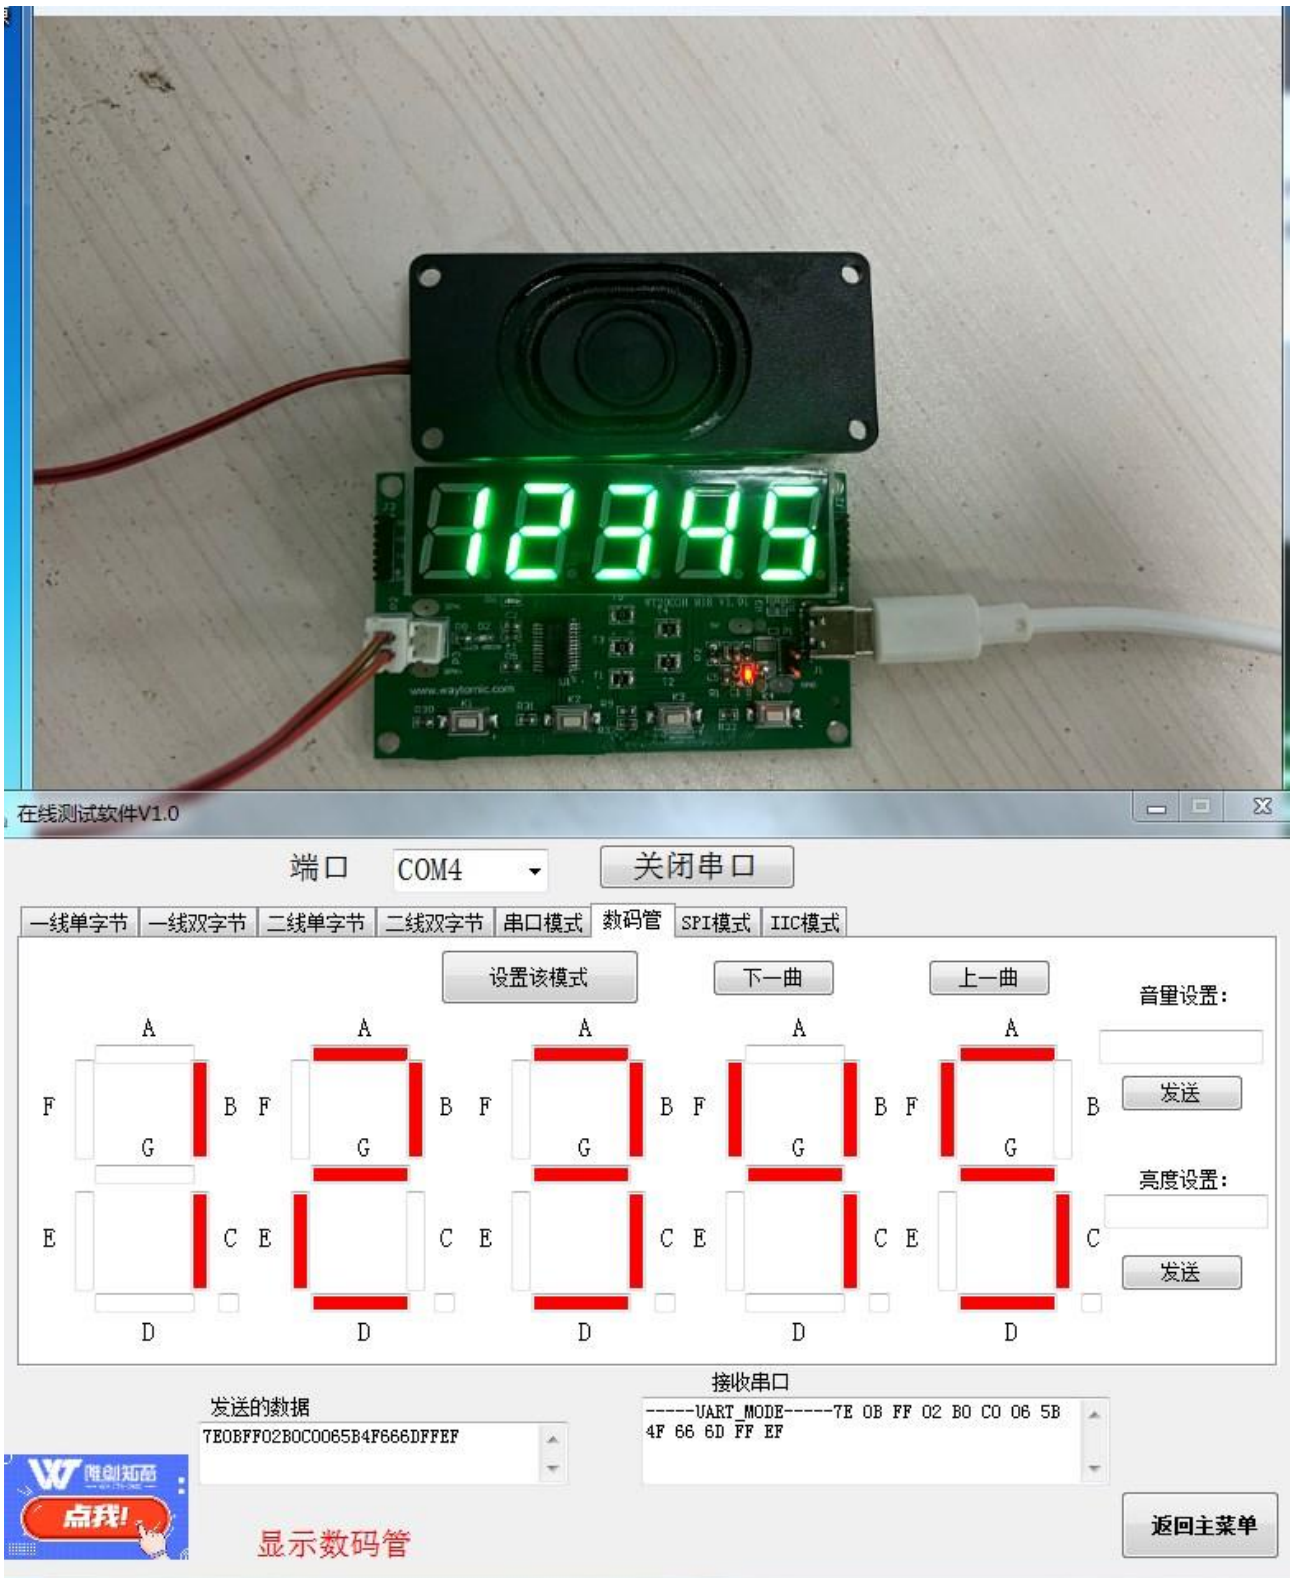 12345
www.waytornic.com
K1
K2
K3
K4
在线测试软件V1.0
端口 COM4 关闭串口
一线单字节 一线双字节 二线单字节 二线双字节 串口模式 数码管 SPI模式 IIC模式
设置该模式 下一曲 上一曲
音量设置:
A A A A A
F B F B F B F B F B
发送
G G G G G
亮度设置:
E C E C E C E C E C
发送
D D D D D
发送的数据
7E0BFF02B0C0065B4F666DFFEF
接收串口
-----UART_MODE-----7E 0B FF 02 B0 C0 06 5B
4F 66 6D FF EF
唯创知音
点我!
显示数码管
返回主菜单